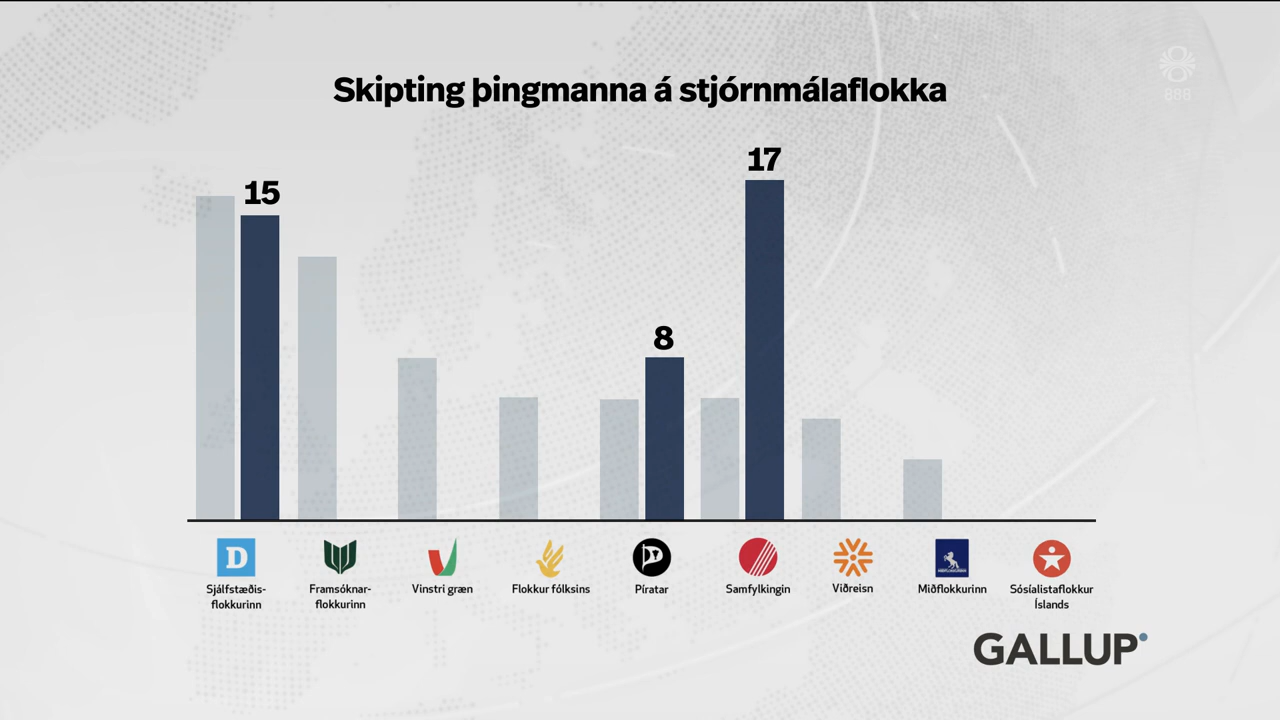 Skipting þingmanna á stjórnmálaflokka
888
15
8
17
D
Sjálfstæðis-
flokkurinn
Framsóknar-
flokkurinn
Vinstri græn
Flokkur fólksins
Píratar
Samfylkingin
Viðreisn
Miðflokkurinn
Sósíalistaflokkur
Íslands
GALLUP